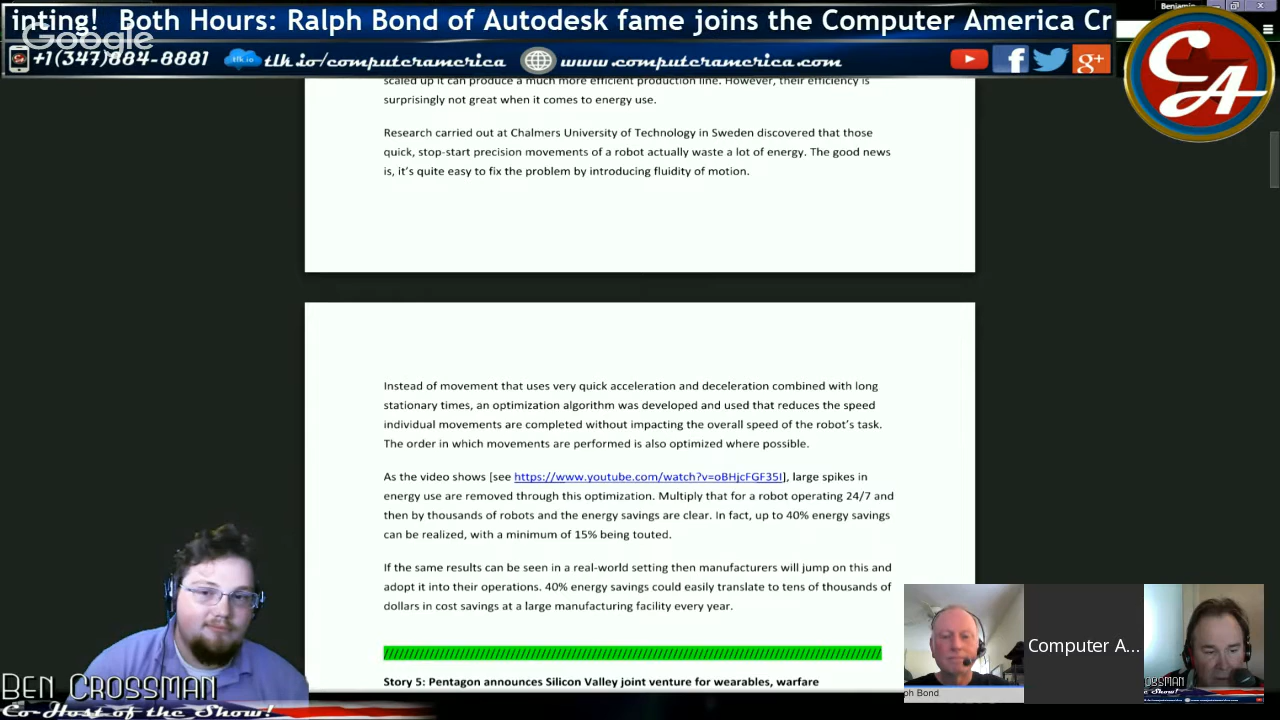 inting! Both Hours: Ralph Bond of Autodesk fame joins the Computer America Cr
Benjamin
Google
+1(347)884-8881 tlk.io/computeramerica www.computeramerica.com
CA
scaled up it can produce a much more efficient production line. However, their efficiency is
surprisingly not great when it comes to energy use.
Research carried out at Chalmers University of Technology in Sweden discovered that those
quick, stop-start precision movements of a robot actually waste a lot of energy. The good news
is, it's quite easy to fix the problem by introducing fluidity of motion.
Instead of movement that uses very quick acceleration and deceleration combined with long
stationary times, an optimization algorithm was developed and used that reduces the speed
individual movements are completed without impacting the overall speed of the robot's task.
The order in which movements are performed is also optimized where possible.
As the video shows [see https://www.youtube.com/watch?v=oBHjcFGF35I], large spikes in
energy use are removed through this optimization. Multiply that for a robot operating 24/7 and
then by thousands of robots and the energy savings are clear. In fact, up to 40% energy savings
can be realized, with a minimum of 15% being touted.
If the same results can be seen in a real-world setting then manufacturers will jump on this and
adopt it into their operations. 40% energy savings could easily translate to tens of thousands of
dollars in cost savings at a large manufacturing facility every year.
Story 5: Pentagon announces Silicon Valley joint venture for wearables, warfare
Computer A...
ph Bond
Ben Crossman
Co-Host of the Show!